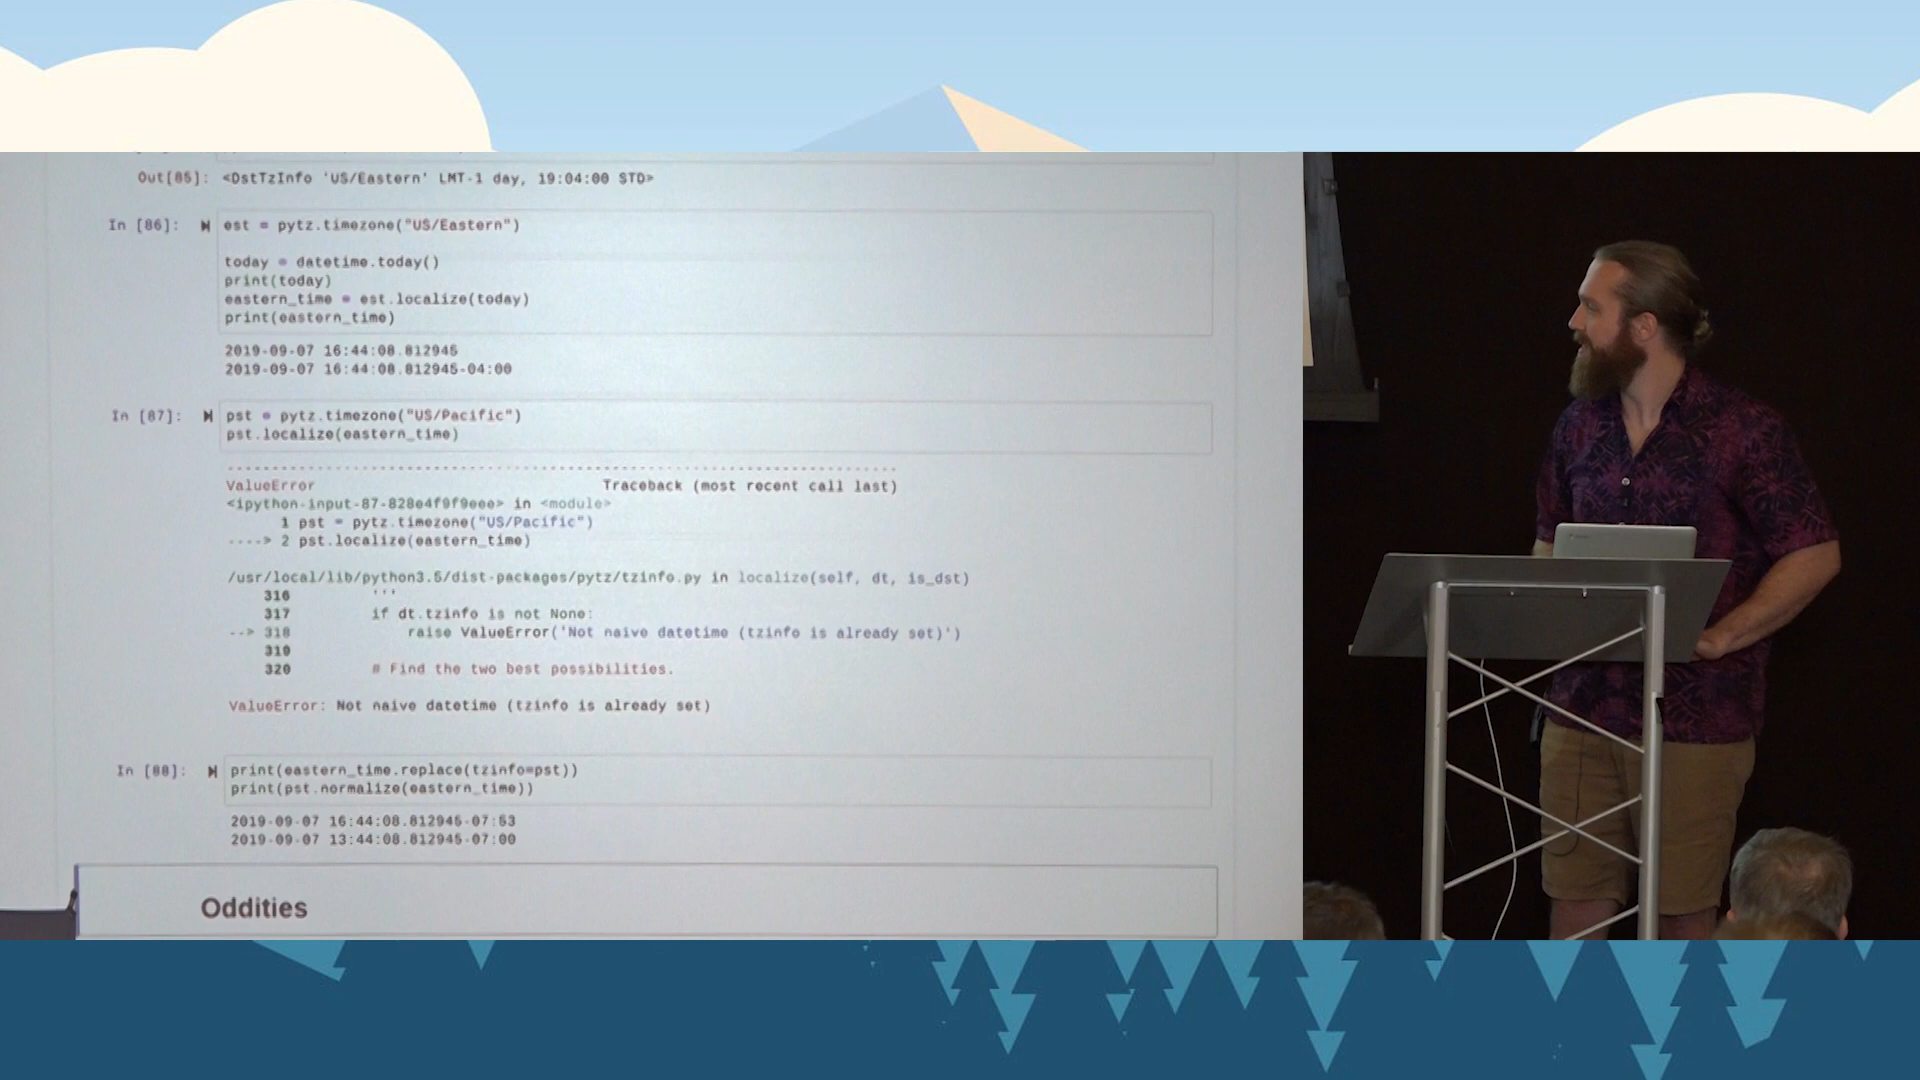 Out[85]: <DstTzInfo 'US/Eastern' LMT-1 day, 19:04:00 STD>
In [86]: est = pytz.timezone("US/Eastern")
today = datetime.today()
print(today)
eastern_time = est.localize(today)
print(eastern_time)
2019-09-07 16:44:08.812945
2019-09-07 16:44:08.812945-04:00
In [87]: pst = pytz.timezone("US/Pacific")
pst.localize(eastern_time)
---------------------------------------------------------------------------
ValueError Traceback (most recent call last)
<ipython-input-87-828e4f9f9eee> in <module>
1 pst = pytz.timezone("US/Pacific")
----> 2 pst.localize(eastern_time)
/usr/local/lib/python3.5/dist-packages/pytz/tzinfo.py in localize(self, dt, is_dst)
316 '''
317 if dt.tzinfo is not None:
--> 318 raise ValueError('Not naive datetime (tzinfo is already set)')
319
320 # Find the two best possibilities.
ValueError: Not naive datetime (tzinfo is already set)
In [88]: print(eastern_time.replace(tzinfo=pst))
print(pst.normalize(eastern_time))
2019-09-07 16:44:08.812945-07:53
2019-09-07 13:44:08.812945-07:00
Oddities